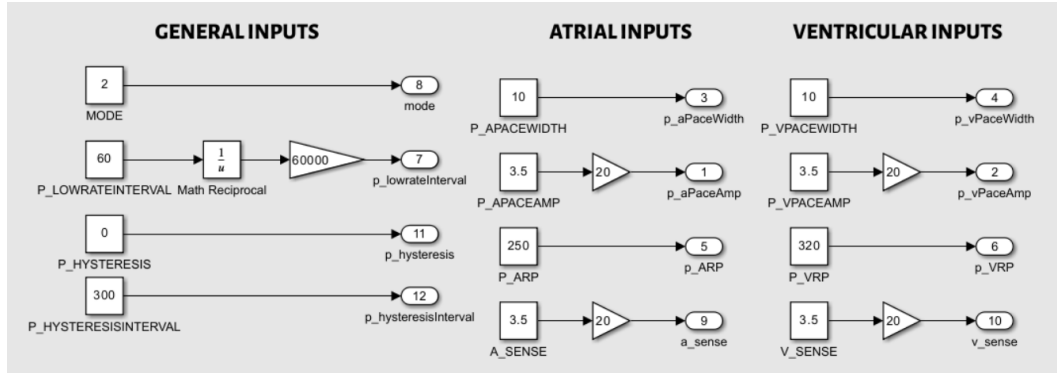 GENERAL INPUTS
2
MODE
8
mode
60
P_LOWRATEINTERVAL
1
u
Math Reciprocal
60000
7
p_lowrateInterval
0
P_HYSTERESIS
11
p_hysteresis
300
P_HYSTERESISINTERVAL
12
p_hysteresisInterval
ATRIAL INPUTS
10
P_APACEWIDTH
3
p_aPaceWidth
3.5
P_APACEAMP
20
1
p_aPaceAmp
250
P_ARP
5
p_ARP
3.5
A_SENSE
20
9
a_sense
VENTRICULAR INPUTS
10
P_VPACEWIDTH
4
p_vPaceWidth
3.5
P_VPACEAMP
20
2
p_vPaceAmp
320
P_VRP
6
p_VRP
3.5
V_SENSE
20
10
v_sense